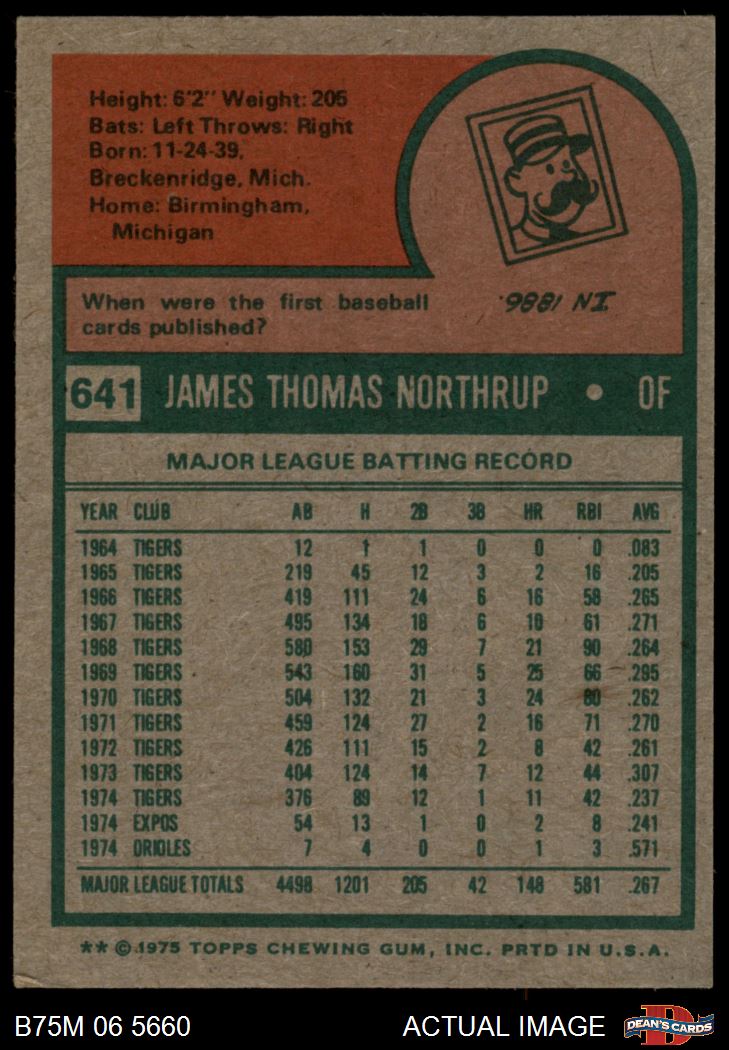 Height: 6'2" Weight: 205
Bats: Left Throws: Right
Born: 11-24-39,
Breckenridge, Mich.
Home: Birmingham,
Michigan
When were the first baseball
cards published?
IN 1886.
641 JAMES THOMAS NORTHRUP • OF
MAJOR LEAGUE BATTING RECORD
YEAR CLUB AB H 2B 3B HR RBI AVG
1964 TIGERS 12 1 1 0 0 0 .083
1965 TIGERS 219 45 12 3 2 16 .205
1966 TIGERS 419 111 24 6 16 58 .265
1967 TIGERS 495 134 18 6 10 61 .271
1968 TIGERS 580 153 29 7 21 90 .264
1969 TIGERS 543 160 31 5 25 66 .295
1970 TIGERS 504 132 21 3 24 80 .262
1971 TIGERS 459 124 27 2 16 71 .270
1972 TIGERS 426 111 15 2 8 42 .261
1973 TIGERS 404 124 14 7 12 44 .307
1974 TIGERS 376 89 12 1 11 42 .237
1974 EXPOS 54 13 1 0 2 8 .241
1974 ORIOLES 7 4 0 0 1 3 .571
MAJOR LEAGUE TOTALS 4498 1201 205 42 148 581 .267
** © 1975 TOPPS CHEWING GUM, INC. PRTD IN U.S.A.
B75M 06 5660 ACTUAL IMAGE DEAN'S CARDS